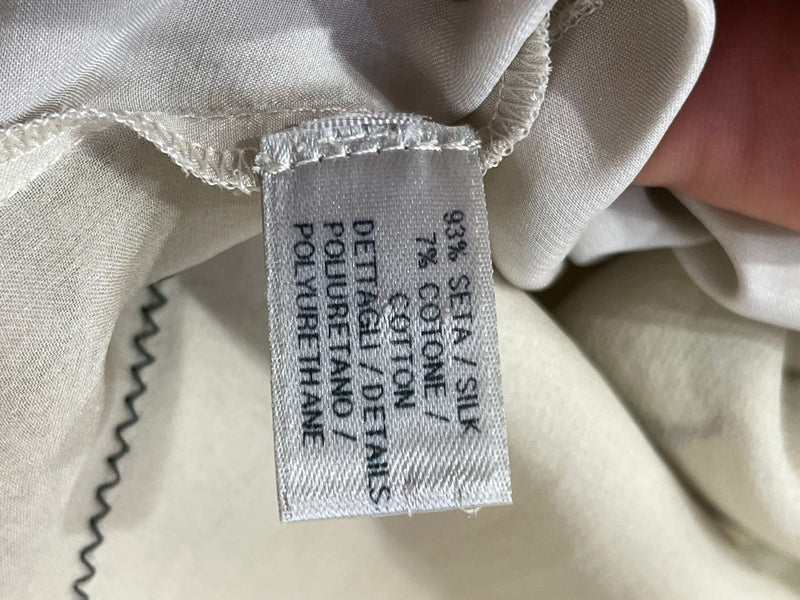 93% SETA / SILK
7% COTONE /
COTTON
DETTAGLI / DETAILS
POLIURETANO /
POLYURETHANE